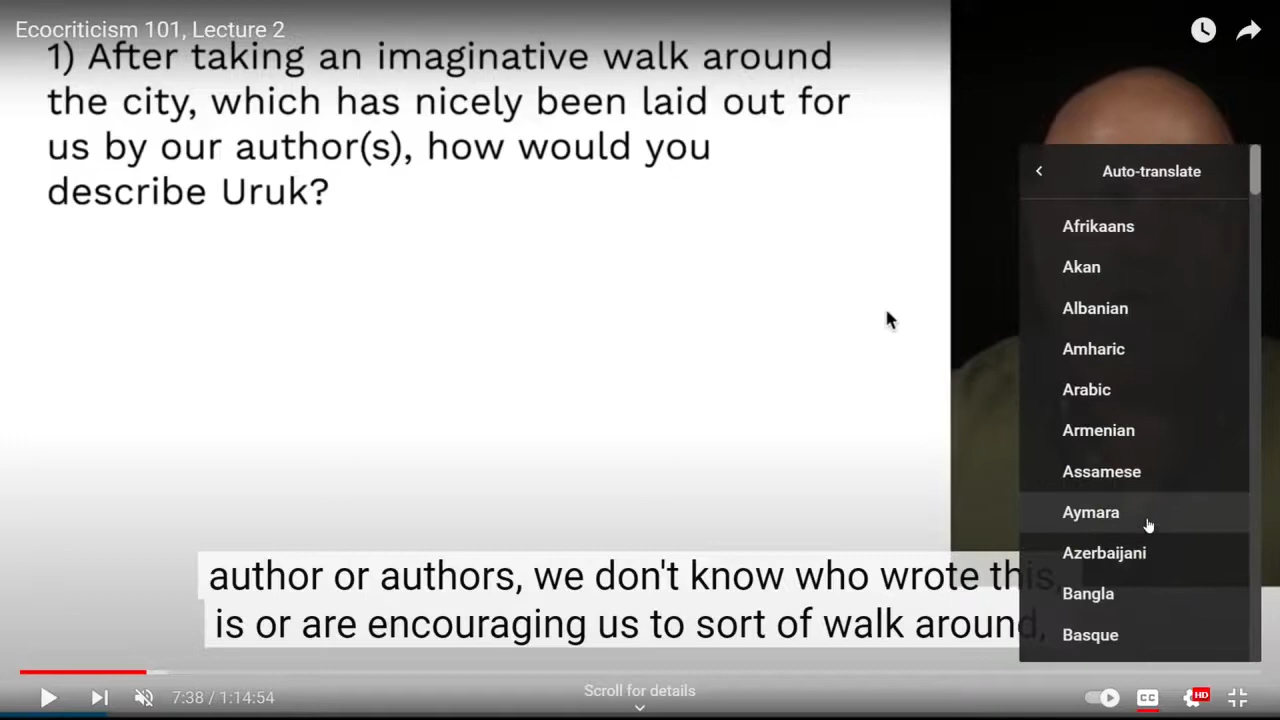 Ecocriticism 101, Lecture 2
1) After taking an imaginative walk around
the city, which has nicely been laid out for
us by our author(s), how would you
describe Uruk?
Auto-translate
Afrikaans
Akan
Albanian
Amharic
Arabic
Armenian
Assamese
Aymara
Azerbaijani
Bangla
Basque
author or authors, we don't know who wrote this,
is or are encouraging us to sort of walk around,
Scroll for details
7:38 / 1:14:54
CC
HD